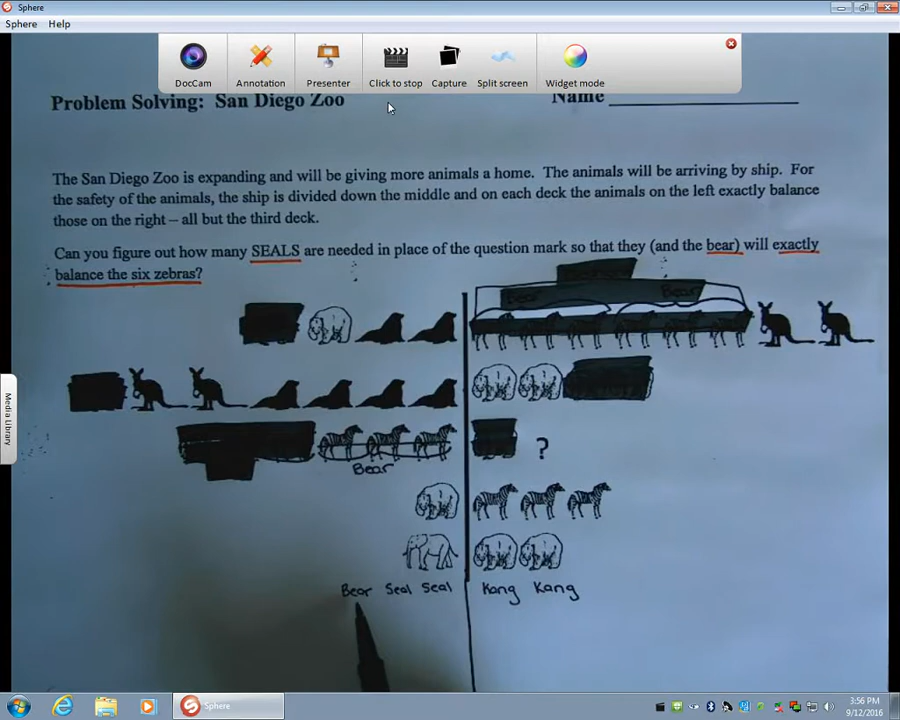 Sphere
Sphere Help
DocCam Annotation Presenter Click to stop Capture Split screen Widget mode
Problem Solving: San Diego Zoo Name
The San Diego Zoo is expanding and will be giving more animals a home. The animals will be arriving by ship. For
the safety of the animals, the ship is divided down the middle and on each deck the animals on the left exactly balance
those on the right – all but the third deck.
Can you figure out how many SEALS are needed in place of the question mark so that they (and the bear) will exactly
balance the six zebras?
Bear Bear
?
Bear
Bear Seal Seal Kang Kang
Media Library
Sphere
3:56 PM
9/12/2016